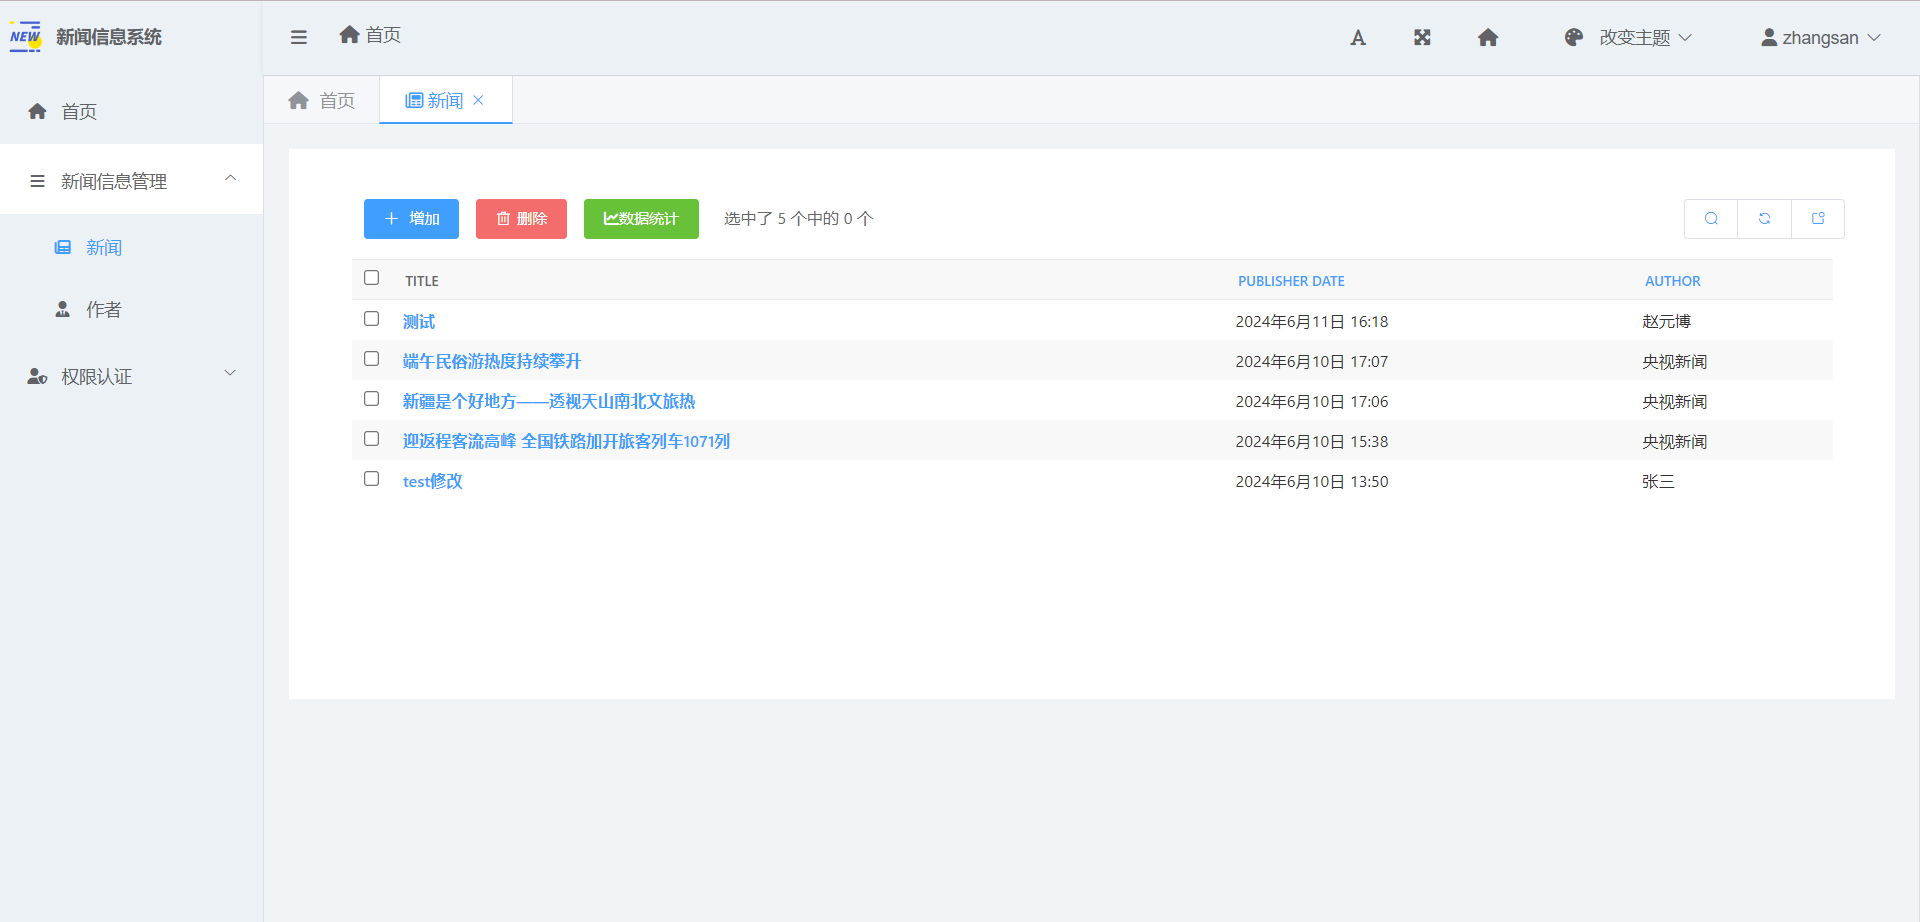 NEW 新闻信息系统
首页
改变主题
zhangsan
首页
新闻
首页
新闻信息管理
新闻
作者
权限认证
增加
删除
数据统计
选中了 5 个中的 0 个
TITLE PUBLISHER DATE AUTHOR
测试 2024年6月11日 16:18 赵元博
端午民俗游热度持续攀升 2024年6月10日 17:07 央视新闻
新疆是个好地方——透视天山南北文旅热 2024年6月10日 17:06 央视新闻
迎返程客流高峰 全国铁路加开旅客列车1071列 2024年6月10日 15:38 央视新闻
test修改 2024年6月10日 13:50 张三